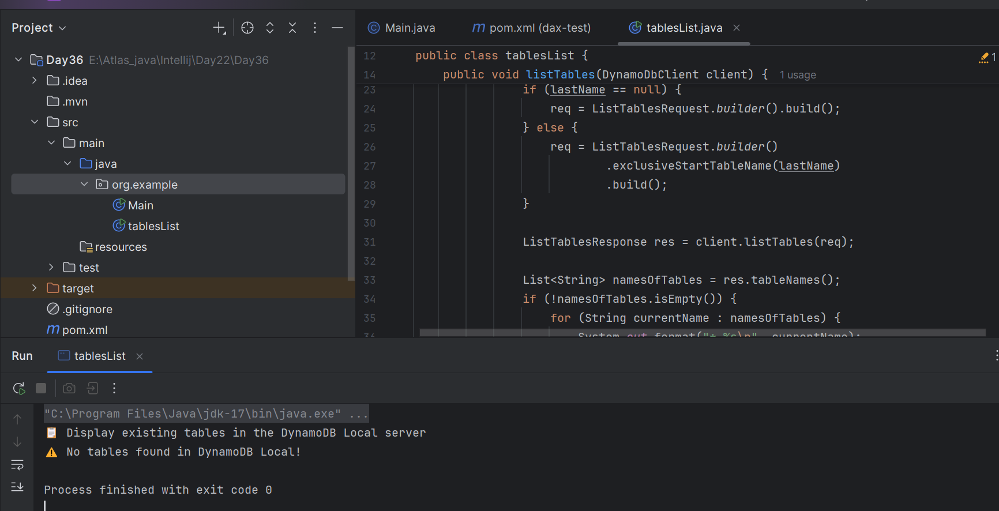 Project
Day36 E:\Atlas_java\Intellij\Day22\Day36
.idea
.mvn
src
main
java
org.example
Main
tablesList
resources
test
target
.gitignore
pom.xml
Main.java
pom.xml (dax-test)
tablesList.java
1
12 public class tablesList {
14 public void listTables(DynamoDbClient client) { 1 usage
23 if (lastName == null) {
24 req = ListTablesRequest.builder().build();
25 } else {
26 req = ListTablesRequest.builder()
27 .exclusiveStartTableName(lastName)
28 .build();
29 }
30
31 ListTablesResponse res = client.listTables(req);
32
33 List<String> namesOfTables = res.tableNames();
34 if (!namesOfTables.isEmpty()) {
35 for (String currentName : namesOfTables) {
36 System.out.format("* %s\n", currentName);
Run
tablesList
"C:\Program Files\Java\jdk-17\bin\java.exe" ...
📋 Display existing tables in the DynamoDB Local server
⚠️ No tables found in DynamoDB Local!
Process finished with exit code 0